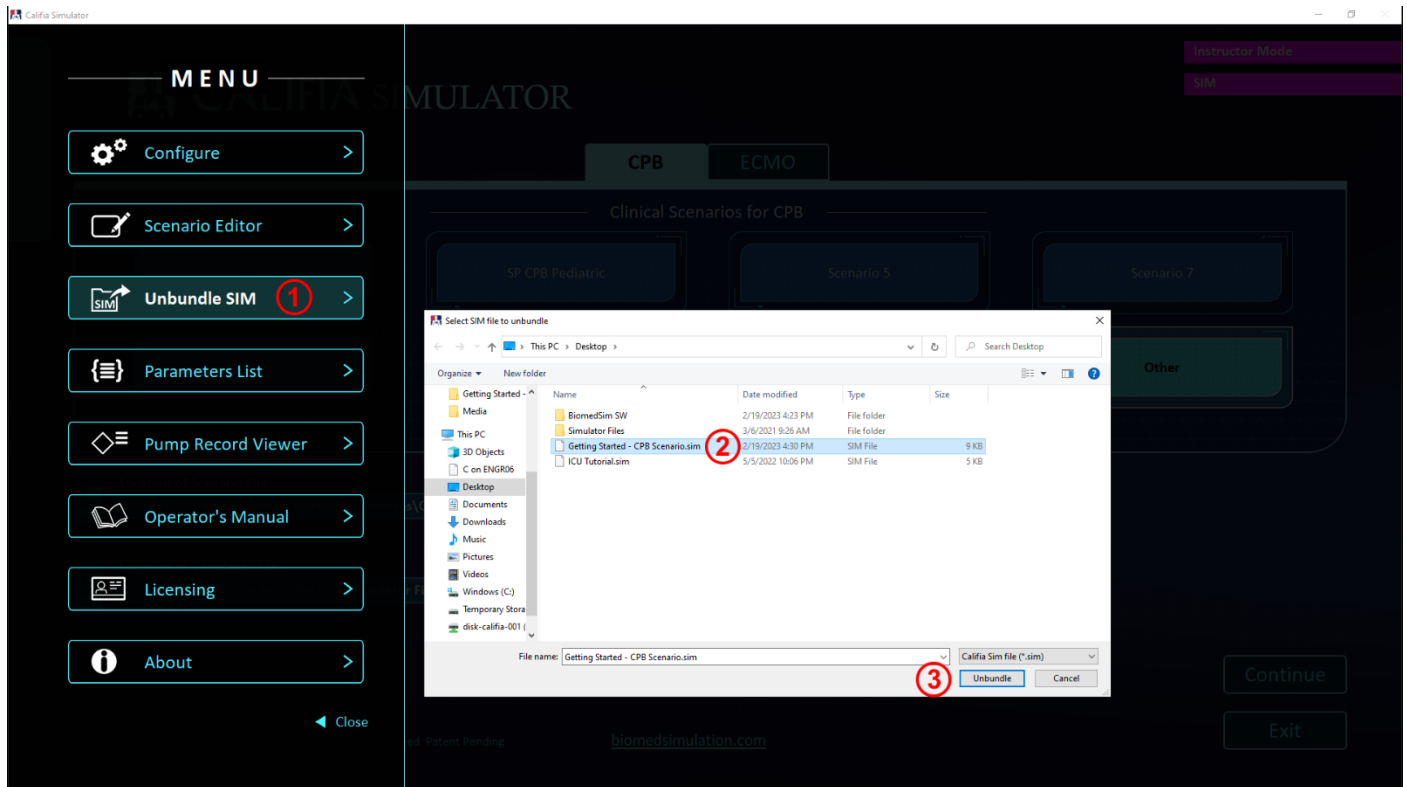 Califia Simulator
MENU
Configure
Scenario Editor
SIM
Unbundle SIM
1
Parameters List
Pump Record Viewer
Operator's Manual
Licensing
About
Close
Instructor Mode
SIM
CALIFIA SIMULATOR
CPB
ECMO
Clinical Scenarios for CPB
SP CPB Pediatric
Scenario 5
Scenario 7
Other
Select SIM file to unbundle
This PC > Desktop >
Search Desktop
Organize
New folder
Getting Started -
Media
This PC
3D Objects
C on ENGR06
Desktop
Documents
Downloads
Music
Pictures
Videos
Windows (C:)
Temporary Stora
disk-califia-001 (
Name Date modified Type Size
BiomedSim SW 2/19/2023 4:23 PM File folder
Simulator Files 3/6/2021 9:26 AM File folder
Getting Started - CPB Scenario.sim 2 2/19/2023 4:30 PM SIM File 9 KB
ICU Tutorial.sim 5/5/2022 10:06 PM SIM File 5 KB
File name: Getting Started - CPB Scenario.sim
Califia Sim file (*.sim)
3
Unbundle
Cancel
Continue
Exit
ed. Patent Pending
biomedsimulation.com